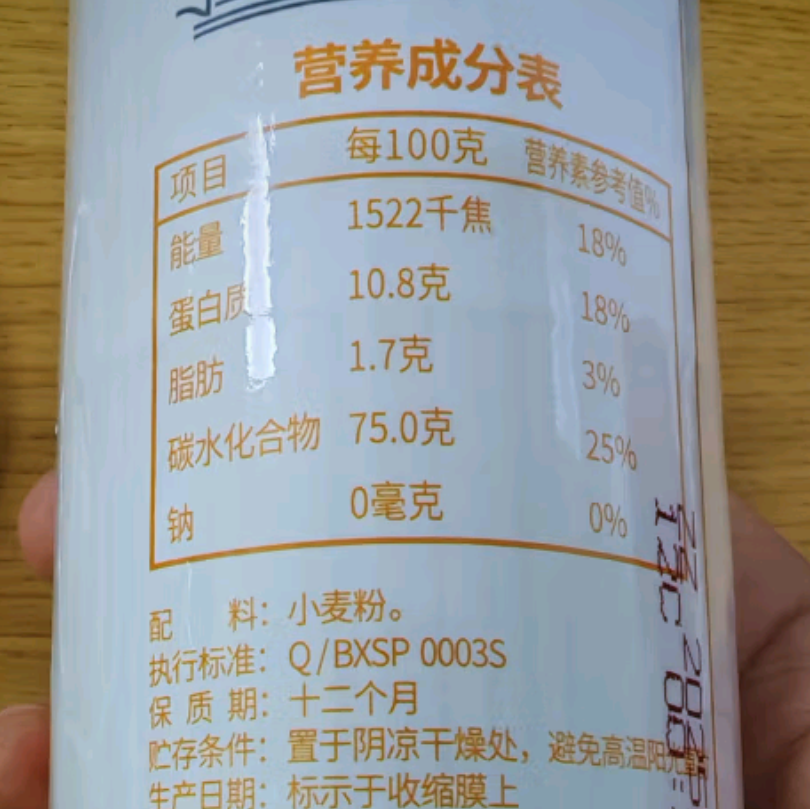 营养成分表
项目 每100克 营养素参考值%
能量 1522千焦 18%
蛋白质 10.8克 18%
脂肪 1.7克 3%
碳水化合物 75.0克 25%
钠 0毫克 0%
配 料：小麦粉。
执行标准：Q/BXSP 0003S
保质期：十二个月
贮存条件：置于阴凉干燥处，避免高温阳光
生产日期：标示于收缩膜上